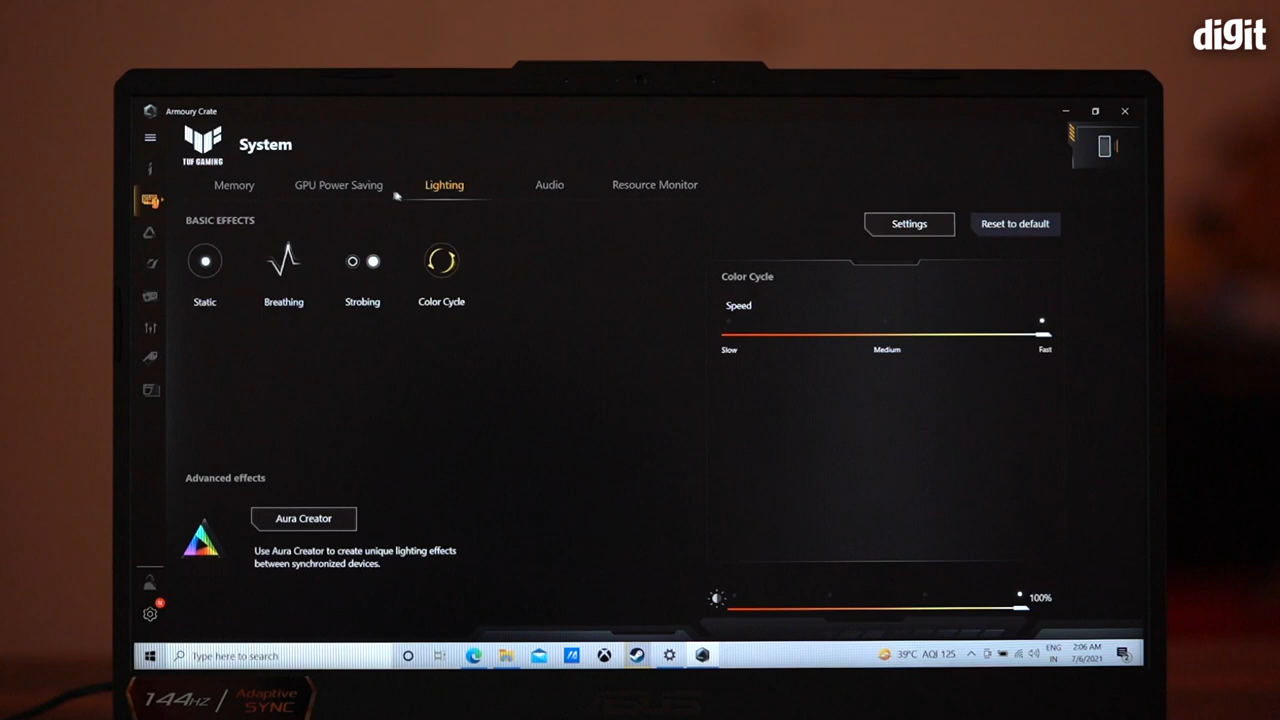 digit
Armoury Crate
TUF GAMING
System
Memory
GPU Power Saving
Lighting
Audio
Resource Monitor
BASIC EFFECTS
Settings
Reset to default
Static
Breathing
Strobing
Color Cycle
Color Cycle
Speed
Slow
Medium
Fast
Advanced effects
Aura Creator
Use Aura Creator to create unique lighting effects
between synchronized devices.
100%
Type here to search
39°C AQI 125
ENG
IN
2:06 AM
7/6/2021
144HZ / Adaptive
SYNC
ASUS